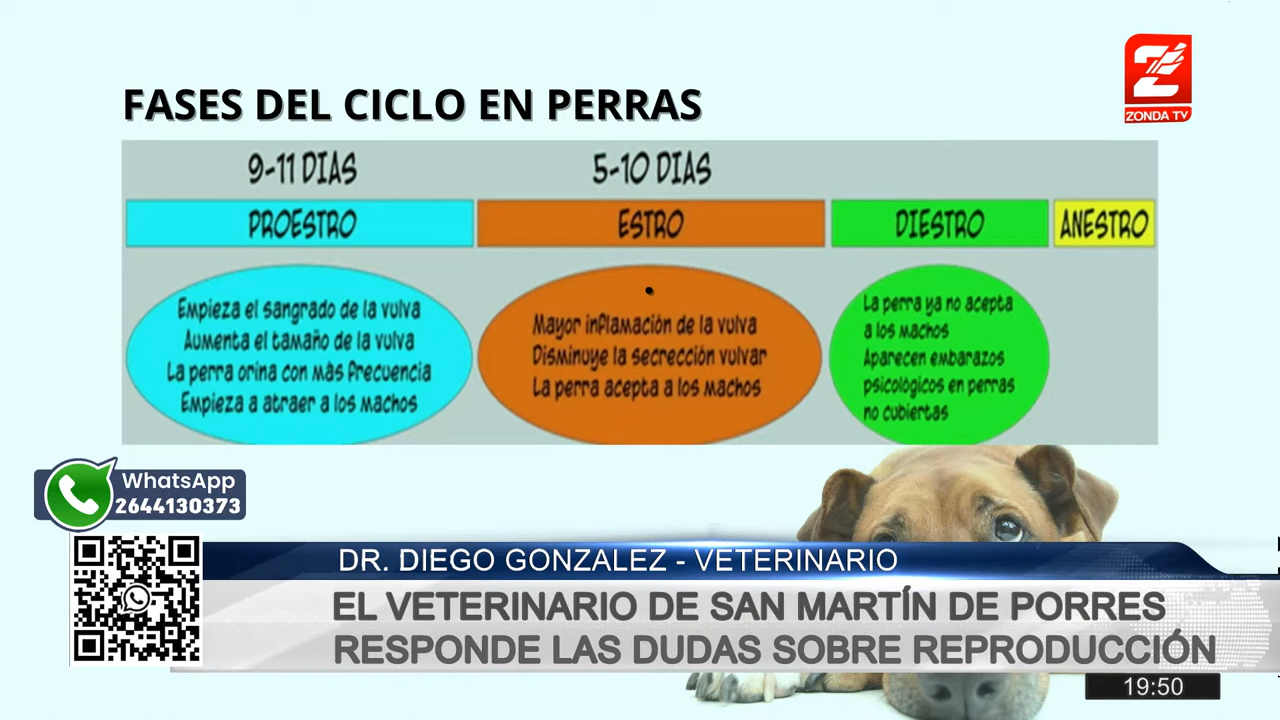 FASES DEL CICLO EN PERRAS
ZONDA TV
9-11 DIAS
5-10 DIAS
PROESTRO
ESTRO
DIESTRO
ANESTRO
Empieza el sangrado de la vulva
Aumenta el tamaño de la vulva
La perra orina con más frecuencia
Empieza a atraer a los machos
Mayor inflamación de la vulva
Disminuye la secrección vulvar
La perra acepta a los machos
La perra ya no acepta
a los machos
Aparecen embarazos
psicológicos en perras
no cubiertas
WhatsApp
2644130373
DR. DIEGO GONZALEZ - VETERINARIO
EL VETERINARIO DE SAN MARTÍN DE PORRES
RESPONDE LAS DUDAS SOBRE REPRODUCCIÓN
19:50